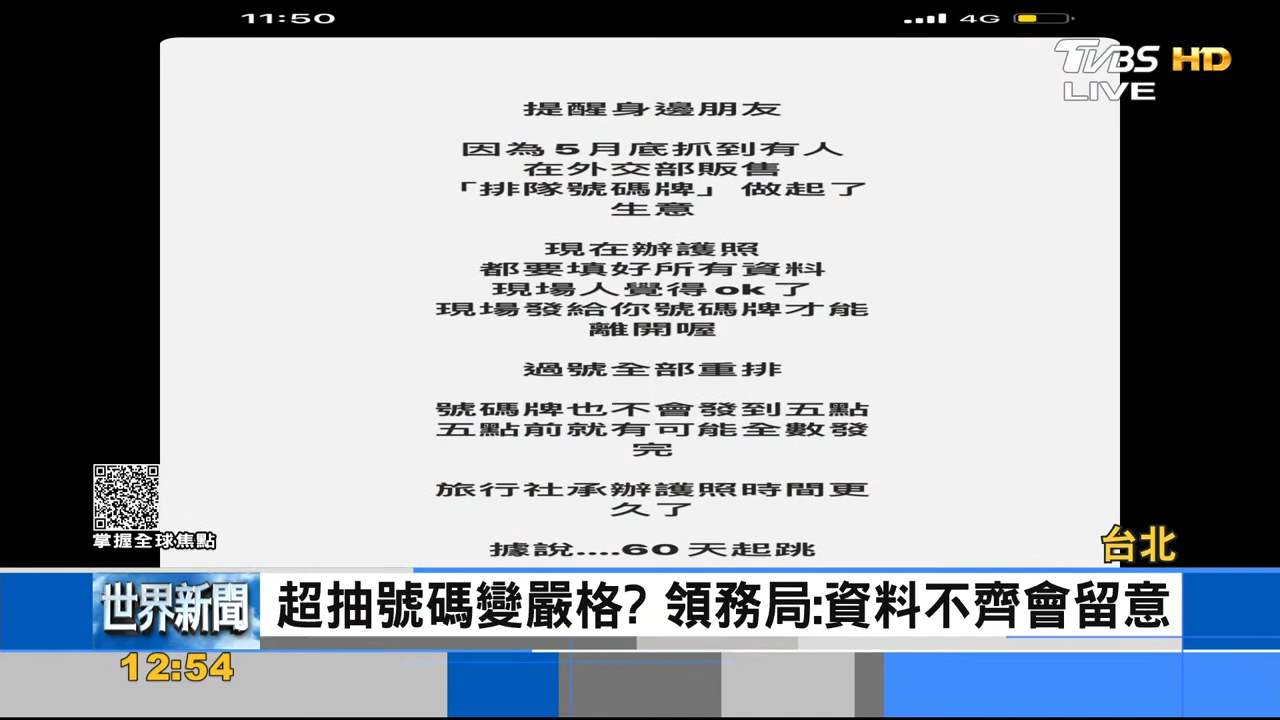 11:50
4G
TVBS HD
LIVE
提醒身邊朋友
因為5月底抓到有人
在外交部販售
「排隊號碼牌」 做起了
生意
現在辦護照
都要填好所有資料
現場人覺得ok了
現場發給你號碼牌才能
離開喔
過號全部重排
號碼牌也不會發到五點
五點前就有可能全數發
完
旅行社承辦護照時間更
久了
據說....60天起跳
掌握全球焦點
台北
世界新聞
超抽號碼變嚴格? 領務局:資料不齊會留意
12:54